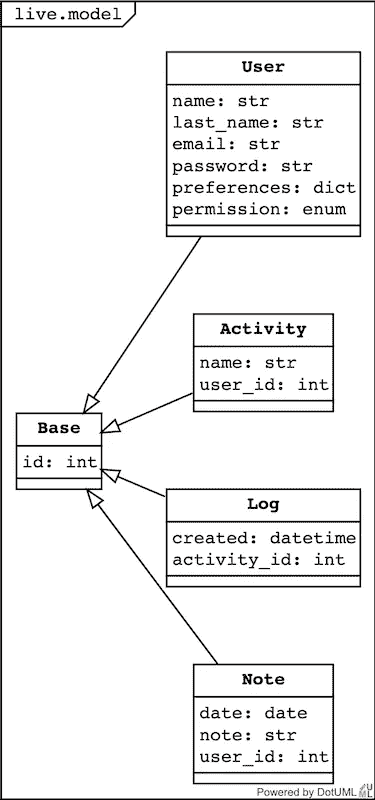 live.model
User
name: str
last_name: str
email: str
password: str
preferences: dict
permission: enum
Activity
name: str
user_id: int
Base
id: int
Log
created: datetime
activity_id: int
Note
date: date
note: str
user_id: int
Powered by DotUML